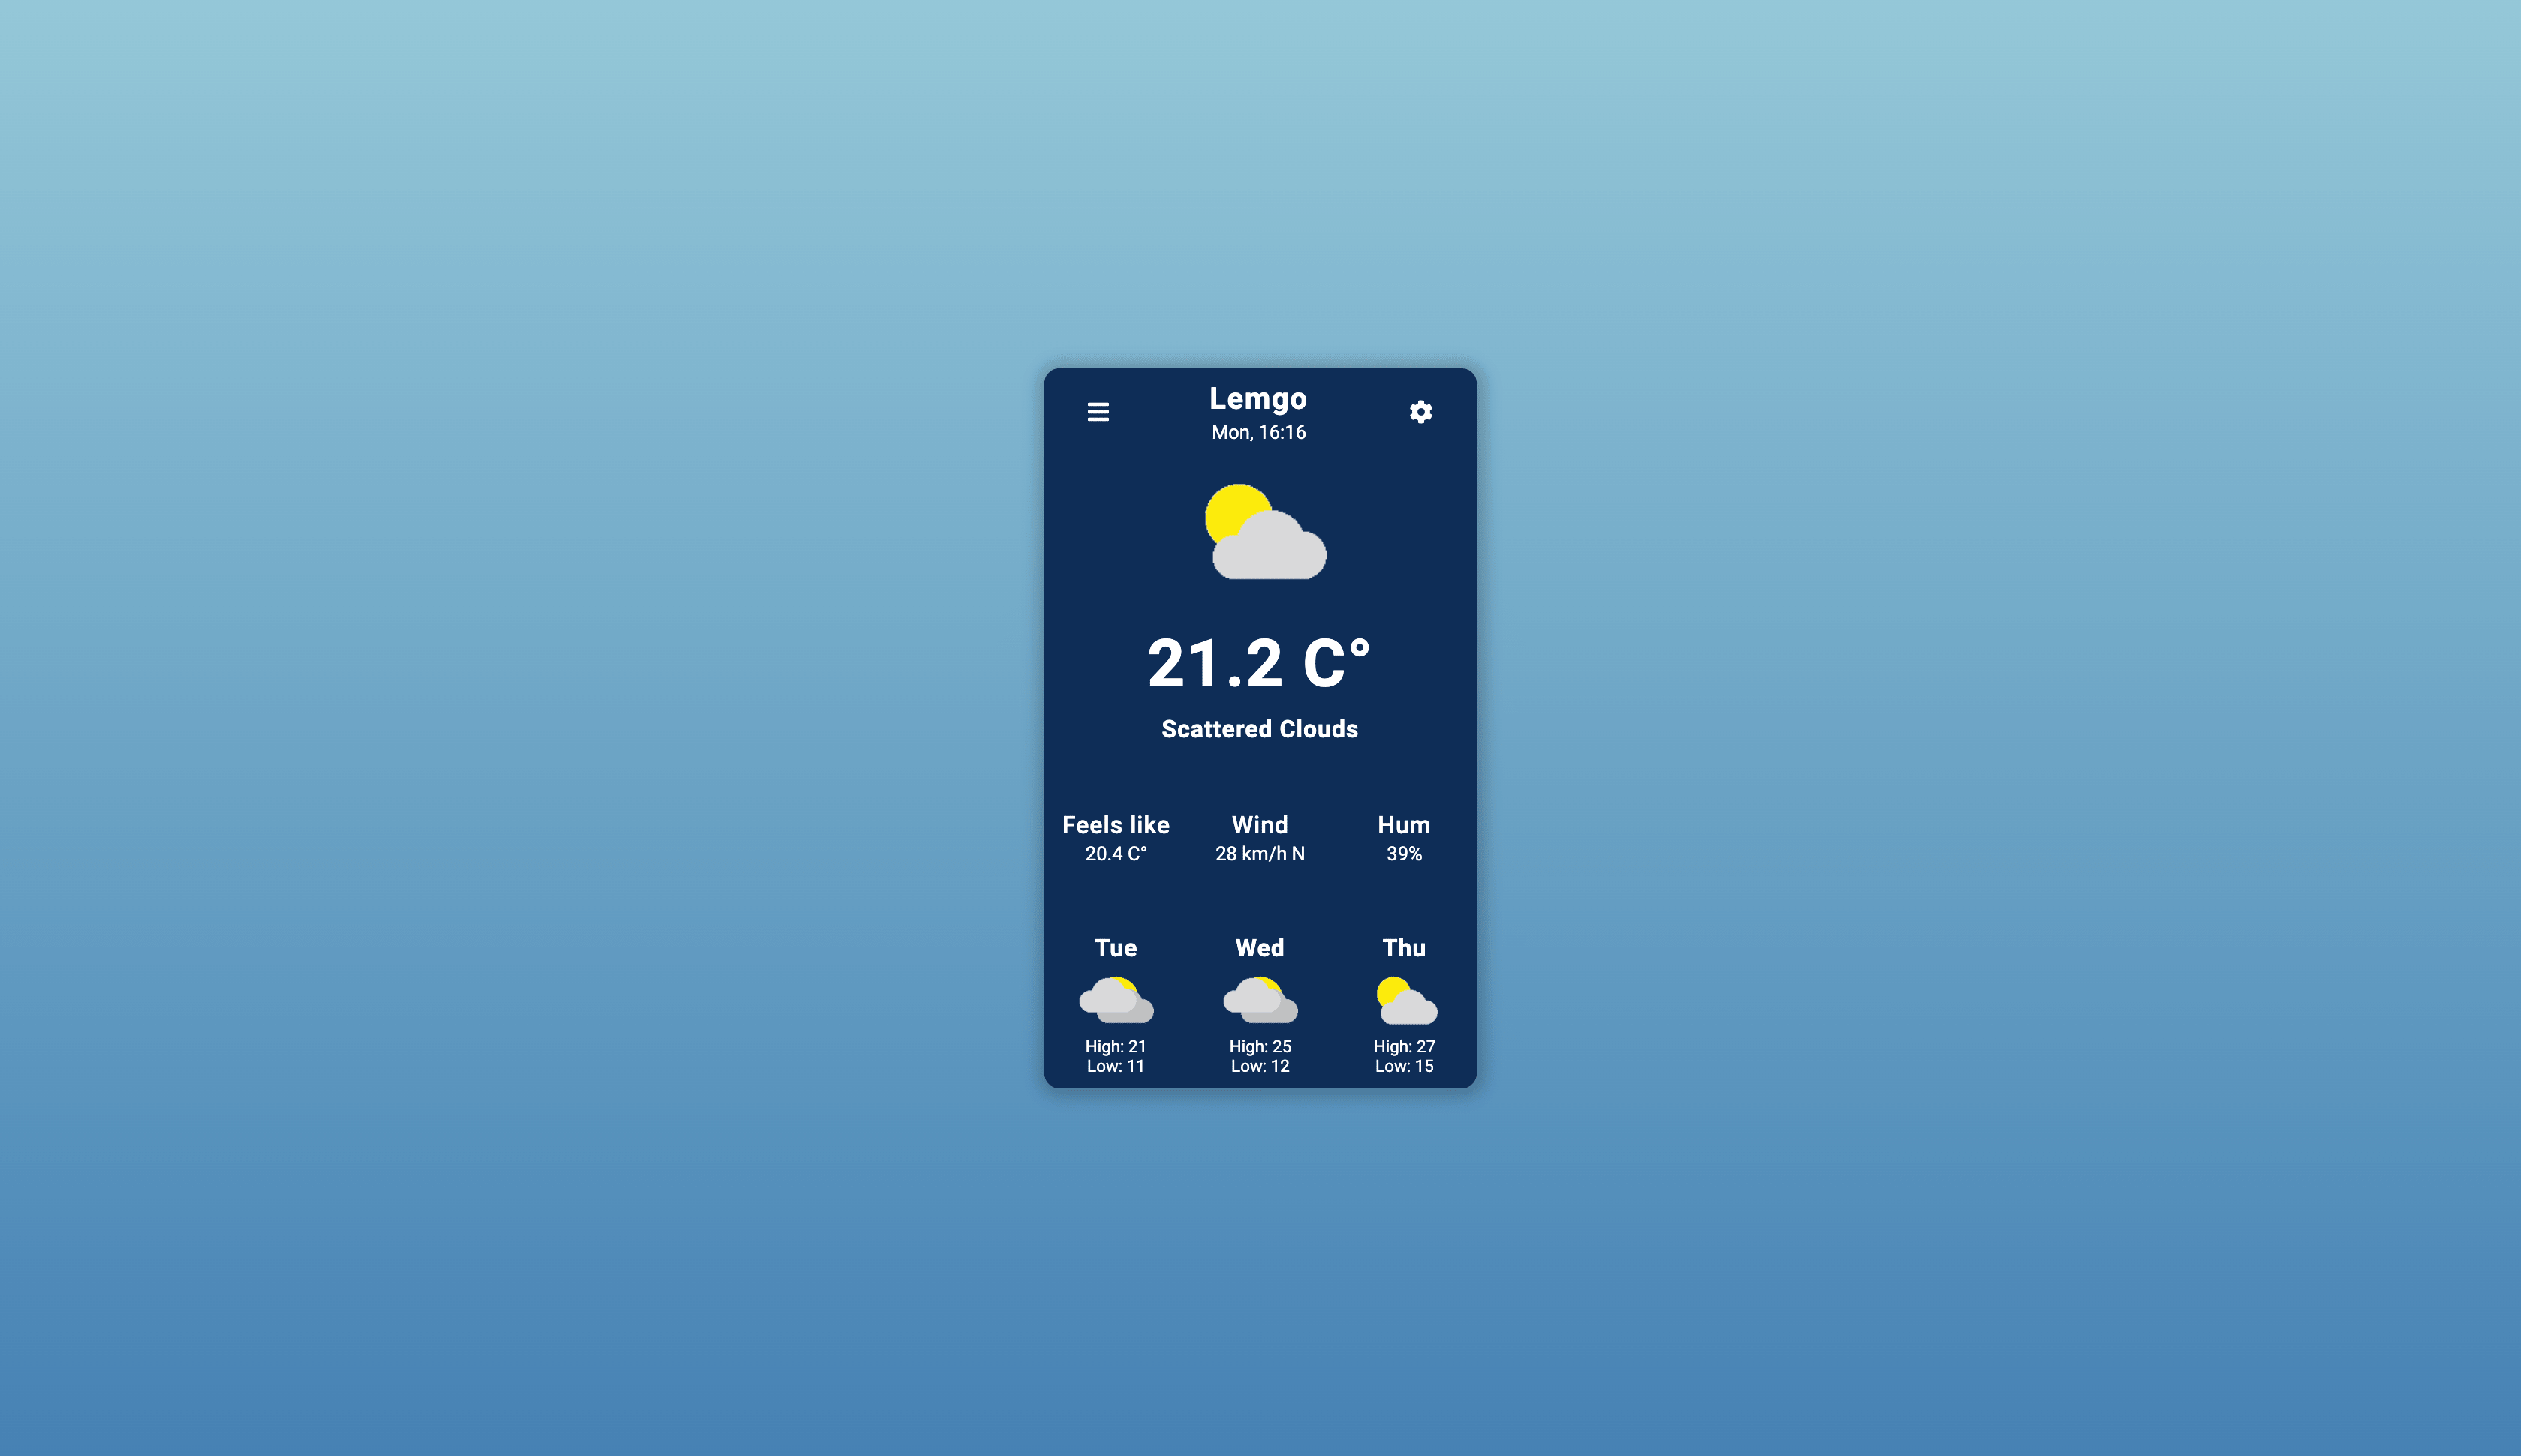 Lemgo
Mon, 16:16
21.2 C°
Scattered Clouds
Feels like Wind Hum
20.4 C° 28 km/h N 39%
Tue Wed Thu
High: 21 High: 25 High: 27
Low: 11 Low: 12 Low: 15